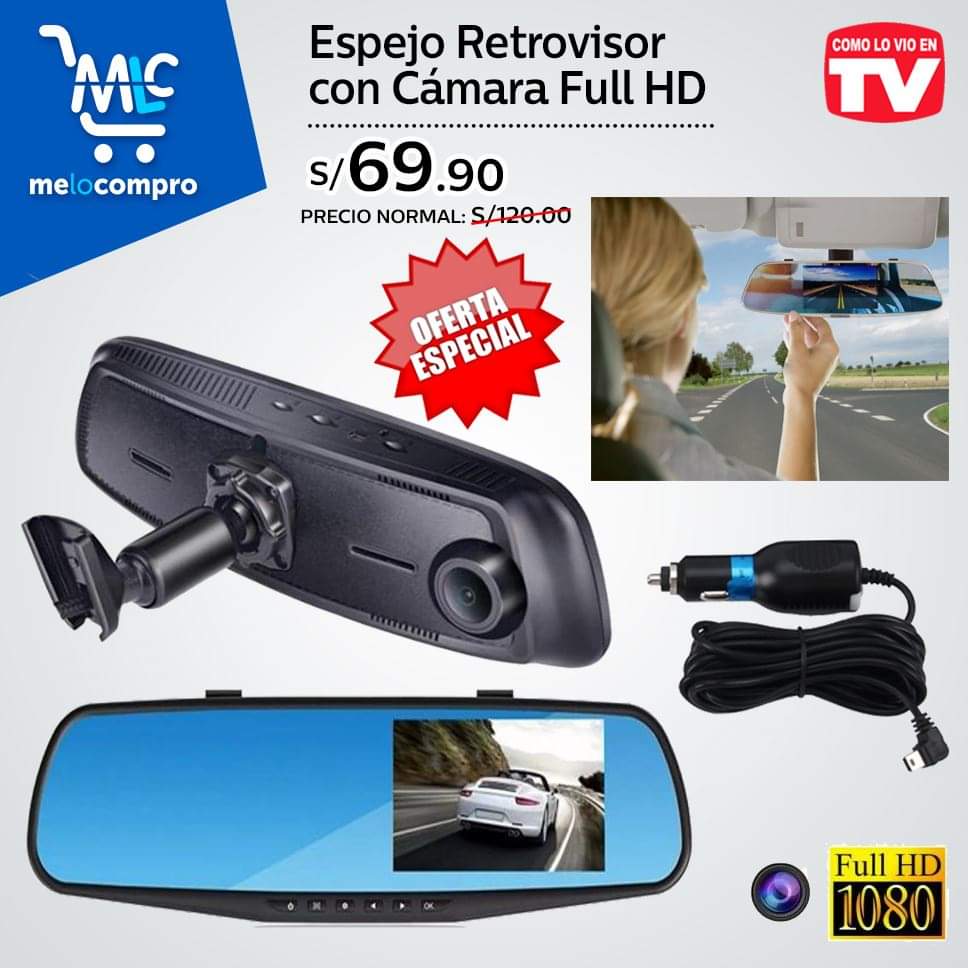 MLC
melocompro
Espejo Retrovisor
con Cámara Full HD
S/69.90
PRECIO NORMAL: S/120.00
COMO LO VIO EN
TV
OFERTA
ESPECIAL
OK
Full HD
1080